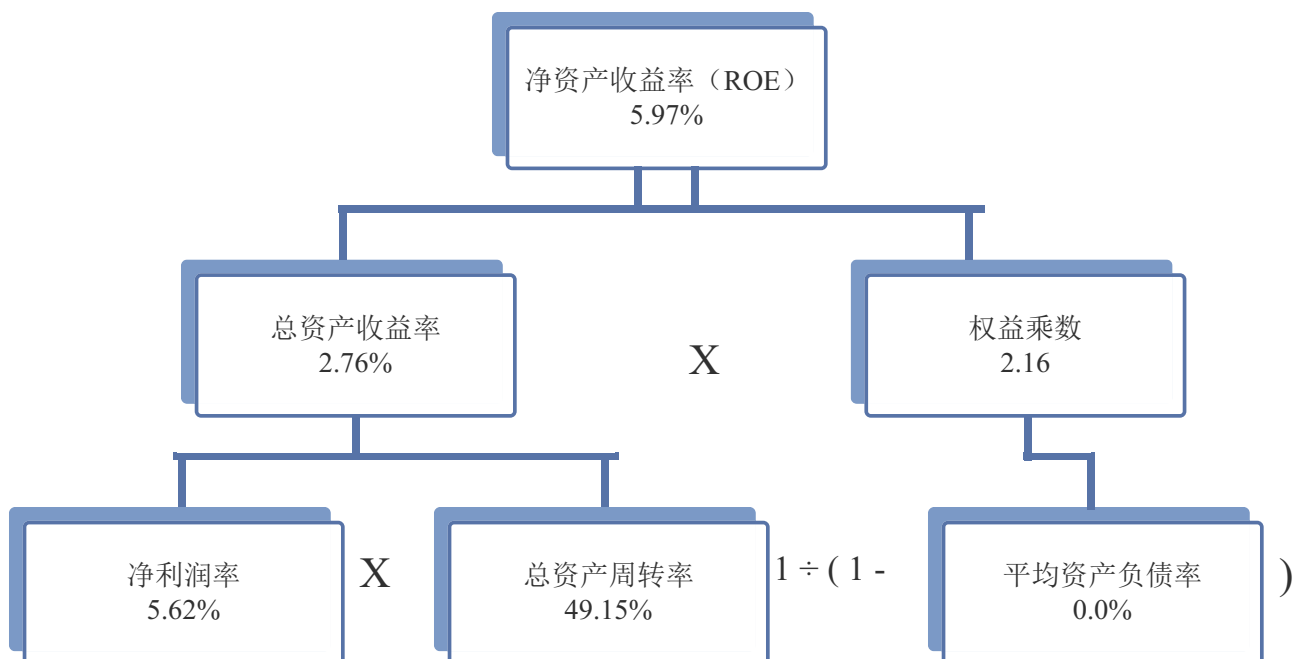 净资产收益率（ROE）
5.97%
总资产收益率
2.76%
X
权益乘数
2.16
净利润率
5.62%
X
总资产周转率
49.15%
1 ÷ ( 1 -
平均资产负债率
0.0%
)